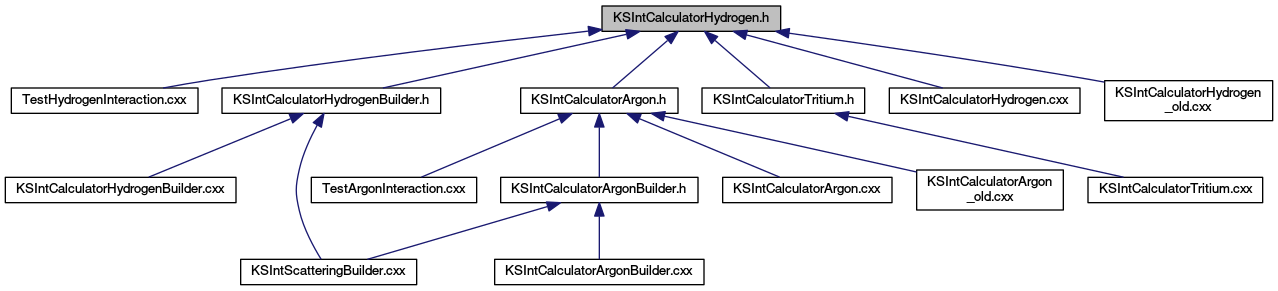 KSIntCalculatorHydrogen.h
TestHydrogenInteraction.cxx
KSIntCalculatorHydrogenBuilder.h
KSIntCalculatorArgon.h
KSIntCalculatorTritium.h
KSIntCalculatorHydrogen.cxx
KSIntCalculatorHydrogen
_old.cxx
KSIntCalculatorHydrogenBuilder.cxx
TestArgonInteraction.cxx
KSIntCalculatorArgonBuilder.h
KSIntCalculatorArgon.cxx
KSIntCalculatorArgon
_old.cxx
KSIntCalculatorTritium.cxx
KSIntScatteringBuilder.cxx
KSIntCalculatorArgonBuilder.cxx